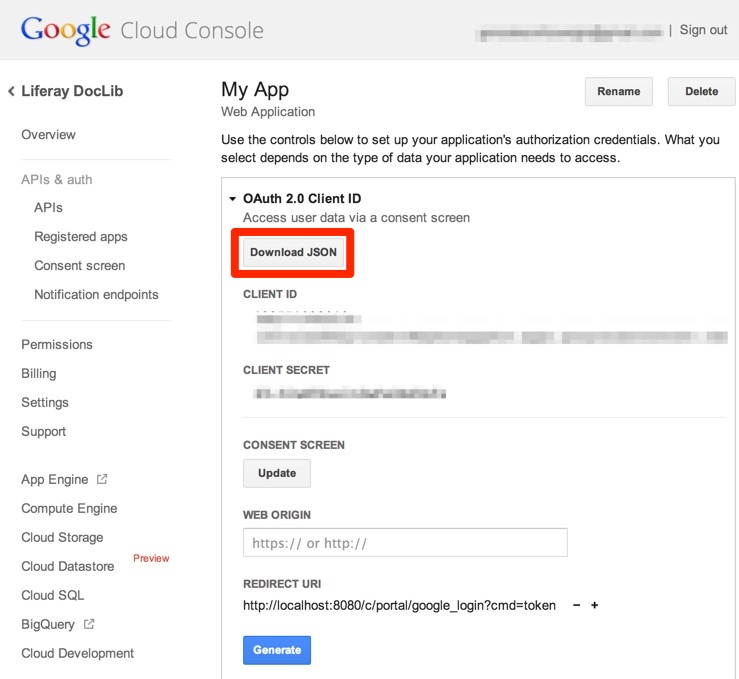 Google Cloud Console
| Sign out
Liferay DocLib
Overview
APIs & auth
APIs
Registered apps
Consent screen
Notification endpoints
Permissions
Billing
Settings
Support
App Engine
Compute Engine
Cloud Storage
Cloud Datastore Preview
Cloud SQL
BigQuery
Cloud Development
My App
Web Application
Rename
Delete
Use the controls below to set up your application's authorization credentials. What you
select depends on the type of data your application needs to access.
OAuth 2.0 Client ID
Access user data via a consent screen
Download JSON
CLIENT ID
CLIENT SECRET
CONSENT SCREEN
Update
WEB ORIGIN
https:// or http://
REDIRECT URI
http://localhost:8080/c/portal/google_login?cmd=token − +
Generate